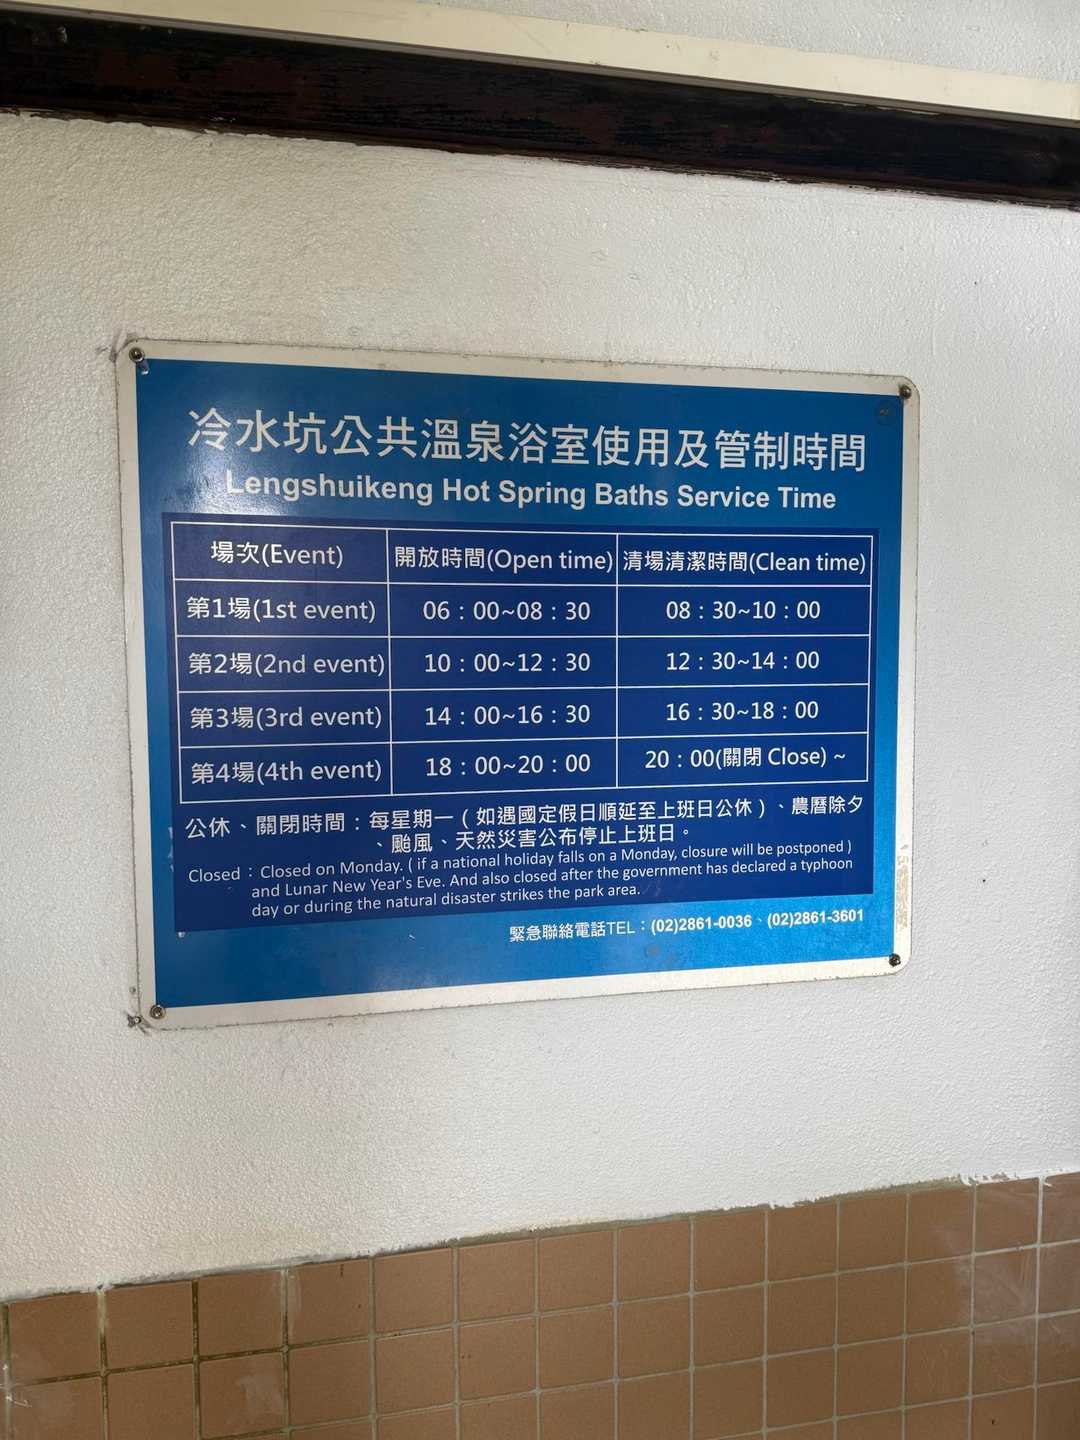 冷水坑公共溫泉浴室使用及管制時間
Lengshuikeng Hot Spring Baths Service Time
場次(Event) 開放時間(Open time) 清場清潔時間(Clean time)
第1場(1st event) 06：00~08：30 08：30~10：00
第2場(2nd event) 10：00~12：30 12：30~14：00
第3場(3rd event) 14：00~16：30 16：30~18：00
第4場(4th event) 18：00~20：00 20：00(關閉 Close) ~
公休、關閉時間：每星期一（如遇國定假日順延至上班日公休）、農曆除夕
、颱風、天然災害公布停止上班日。
Closed：Closed on Monday. ( if a national holiday falls on a Monday, closure will be postponed )
and Lunar New Year's Eve. And also closed after the government has declared a typhoon
day or during the natural disaster strikes the park area.
緊急聯絡電話TEL：(02)2861-0036、(02)2861-3601